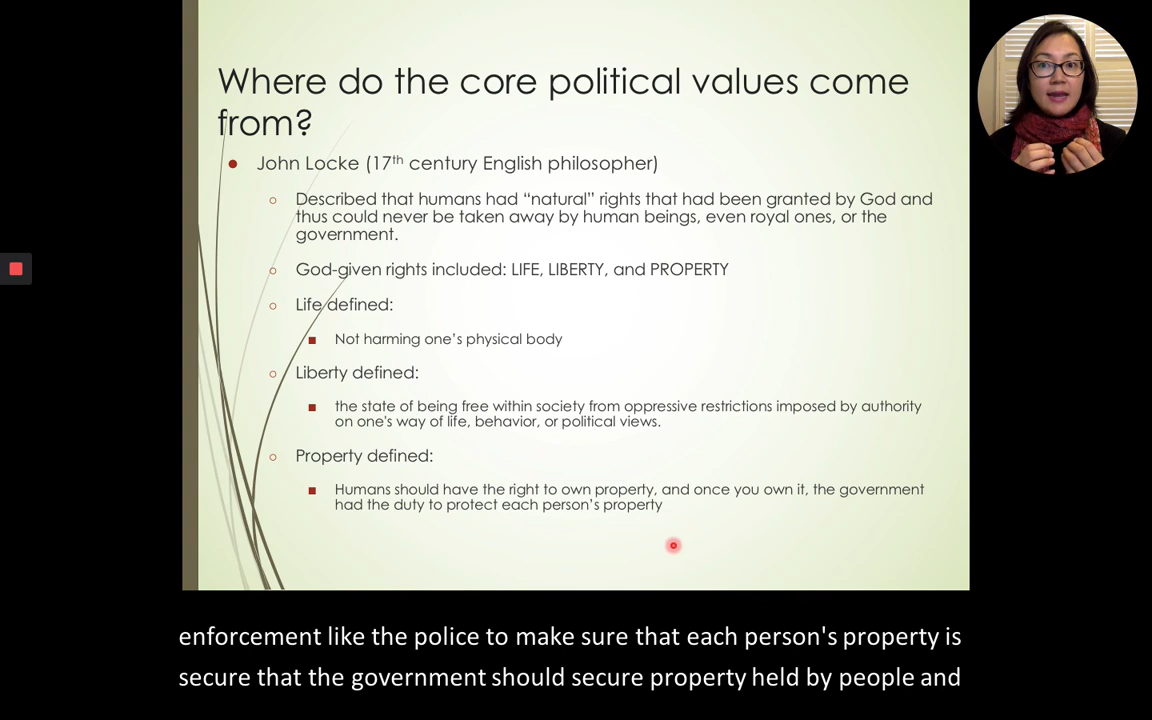 Where do the core political values come
from?
John Locke (17th century English philosopher)
Described that humans had “natural” rights that had been granted by God and
thus could never be taken away by human beings, even royal ones, or the
government.
God-given rights included: LIFE, LIBERTY, and PROPERTY
Life defined:
Not harming one’s physical body
Liberty defined:
the state of being free within society from oppressive restrictions imposed by authority
on one's way of life, behavior, or political views.
Property defined:
Humans should have the right to own property, and once you own it, the government
had the duty to protect each person’s property
enforcement like the police to make sure that each person's property is
secure that the government should secure property held by people and